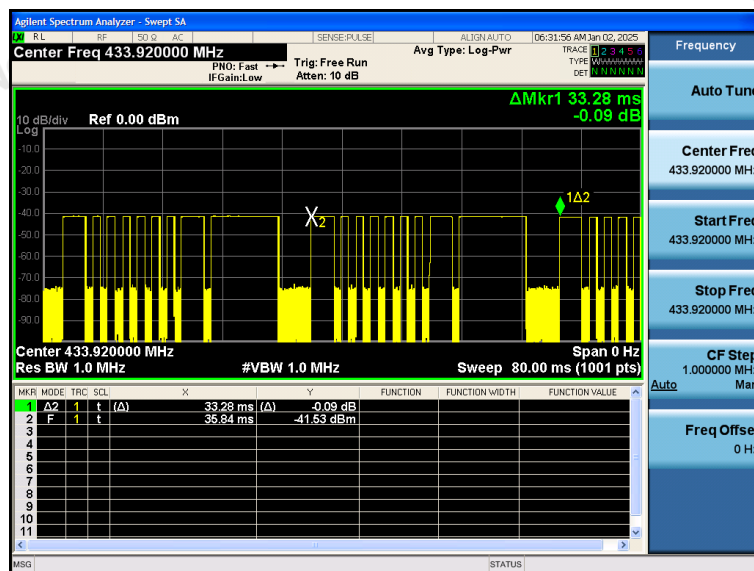 Agilent Spectrum Analyzer - Swept SA
LXI RL RF 50 Ω AC SENSE:PULSE ALIGN AUTO 06:31:56 AM Jan 02, 2025
Center Freq 433.920000 MHz
PNO: Fast
IFGain:Low
Trig: Free Run
Atten: 10 dB
Avg Type: Log-Pwr
TRACE 1 2 3 4 5 6
TYPE W
DET N N N N N N
ΔMkr1 33.28 ms
-0.09 dB
10 dB/div Ref 0.00 dBm
Log
-10.0
-20.0
-30.0
-40.0
-50.0
-60.0
-70.0
-80.0
-90.0
X2
1Δ2
Center 433.920000 MHz Span 0 Hz
Res BW 1.0 MHz #VBW 1.0 MHz Sweep 80.00 ms (1001 pts)
MKR MODE TRC SCL X Y FUNCTION FUNCTION WIDTH FUNCTION VALUE
1 Δ2 1 t (Δ) 33.28 ms (Δ) -0.09 dB
2 F 1 t 35.84 ms -41.53 dBm
3
4
5
6
7
8
9
10
11
MSG STATUS
Frequency
Auto Tune
Center Freq
433.920000 MHz
Start Freq
433.920000 MHz
Stop Freq
433.920000 MHz
CF Step
1.000000 MHz
Auto Man
Freq Offset
0 Hz